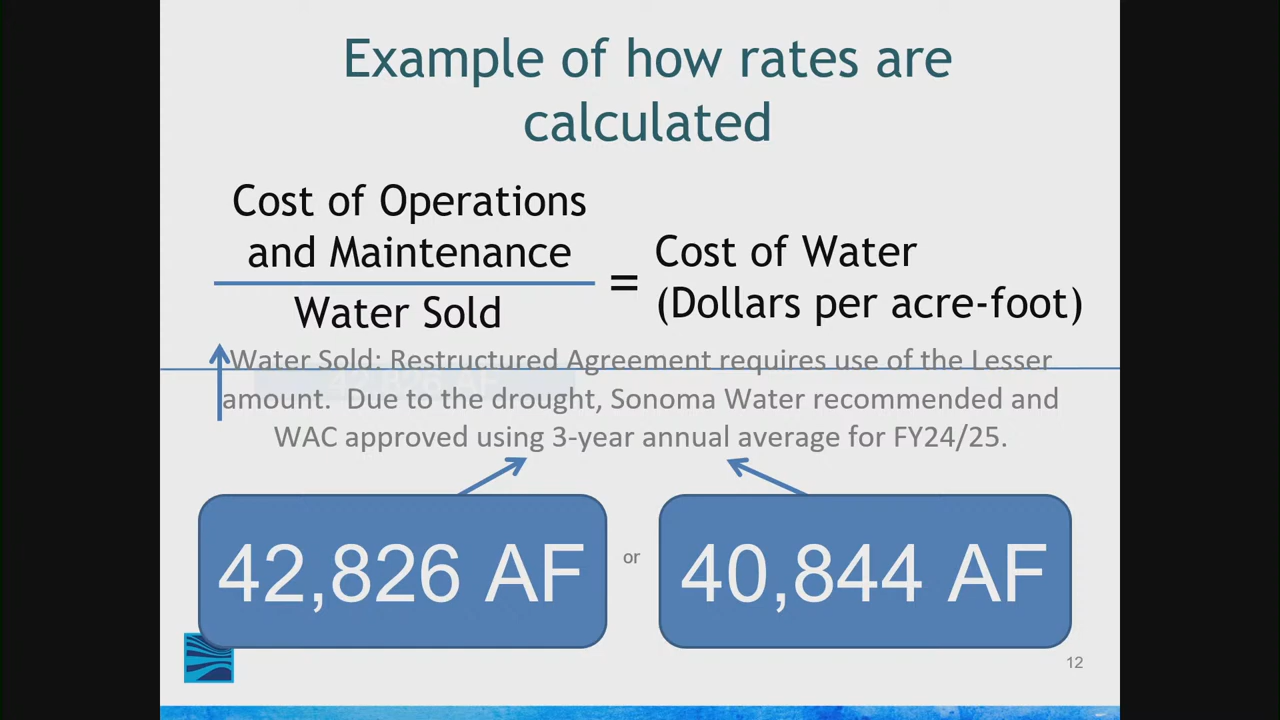 Example of how rates are
calculated
Cost of Operations
and Maintenance
Water Sold
=
Cost of Water
(Dollars per acre-foot)
Water Sold: Restructured Agreement requires use of the Lesser
amount. Due to the drought, Sonoma Water recommended and
WAC approved using 3-year annual average for FY24/25.
42,826 AF
or
40,844 AF
12